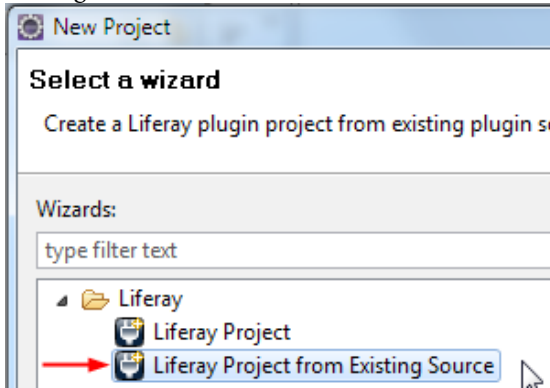 New Project
Select a wizard
Create a Liferay plugin project from existing plugin
Wizards:
type filter text
Liferay
Liferay Project
Liferay Project from Existing Source